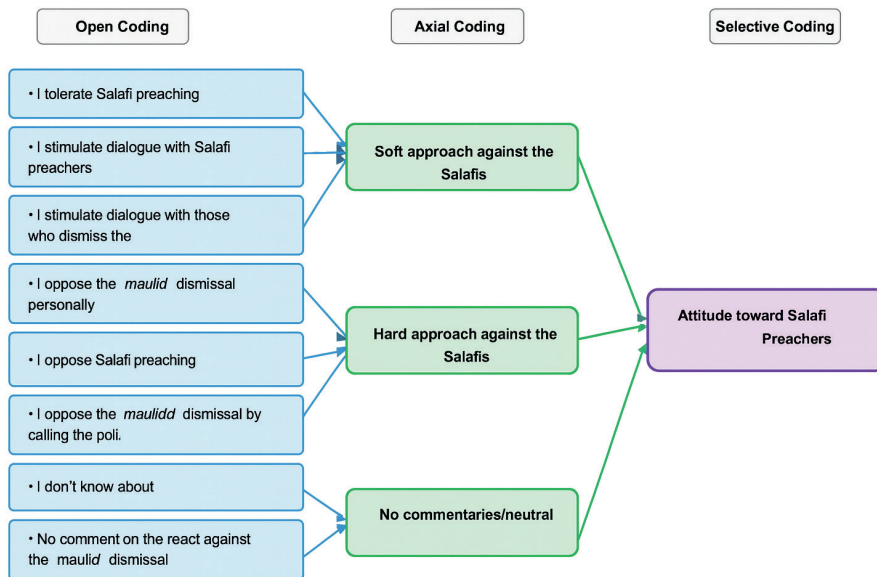 Open Coding
Axial Coding
Selective Coding
• I tolerate Salafi preaching
• I stimulate dialogue with Salafi
preachers
• I stimulate dialogue with those
who dismiss the
• I oppose the maulid dismissal
personally
• I oppose Salafi preaching
• I oppose the maulidd dismissal by
calling the poli.
• I don't know about
• No comment on the react against
the maulid dismissal
Soft approach against the
Salafis
Hard approach against the
Salafis
No commentaries/neutral
Attitude toward Salafi
Preachers